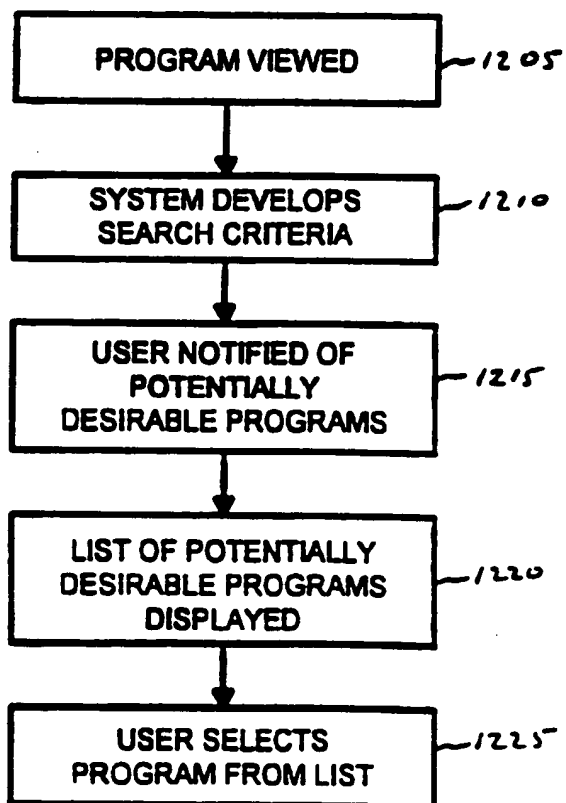 PROGRAM VIEWED
1205
SYSTEM DEVELOPS
SEARCH CRITERIA
1210
USER NOTIFIED OF
POTENTIALLY
DESIRABLE PROGRAMS
1215
LIST OF POTENTIALLY
DESIRABLE PROGRAMS
DISPLAYED
1220
USER SELECTS
PROGRAM FROM LIST
1225